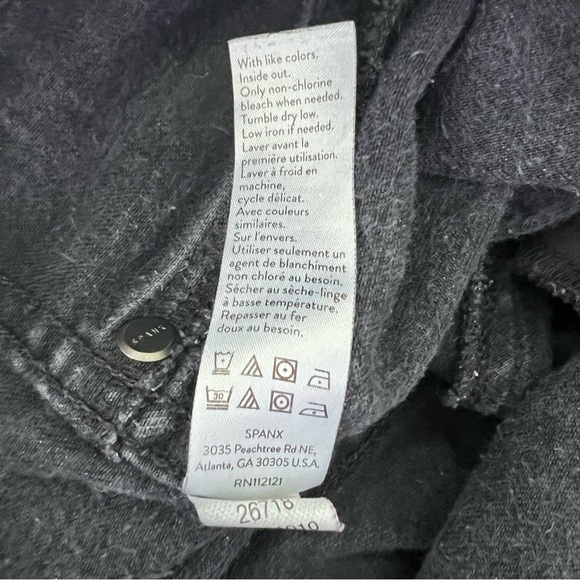 With like colors.
Inside out.
Only non-chlorine
bleach when needed.
Tumble dry low.
Low iron if needed.
Laver avant la
première utilisation.
Laver à froid en
machine,
cycle délicat.
Avec couleurs
similaires.
Sur l'envers.
Utiliser seulement un
agent de blanchiment
non chloré au besoin.
Sécher au sèche-linge
à basse température.
Repasser au fer
doux au besoin.
SPANX
30
SPANX
3035 Peachtree Rd NE,
Atlanta, GA 30305 U.S.A.
RN112121